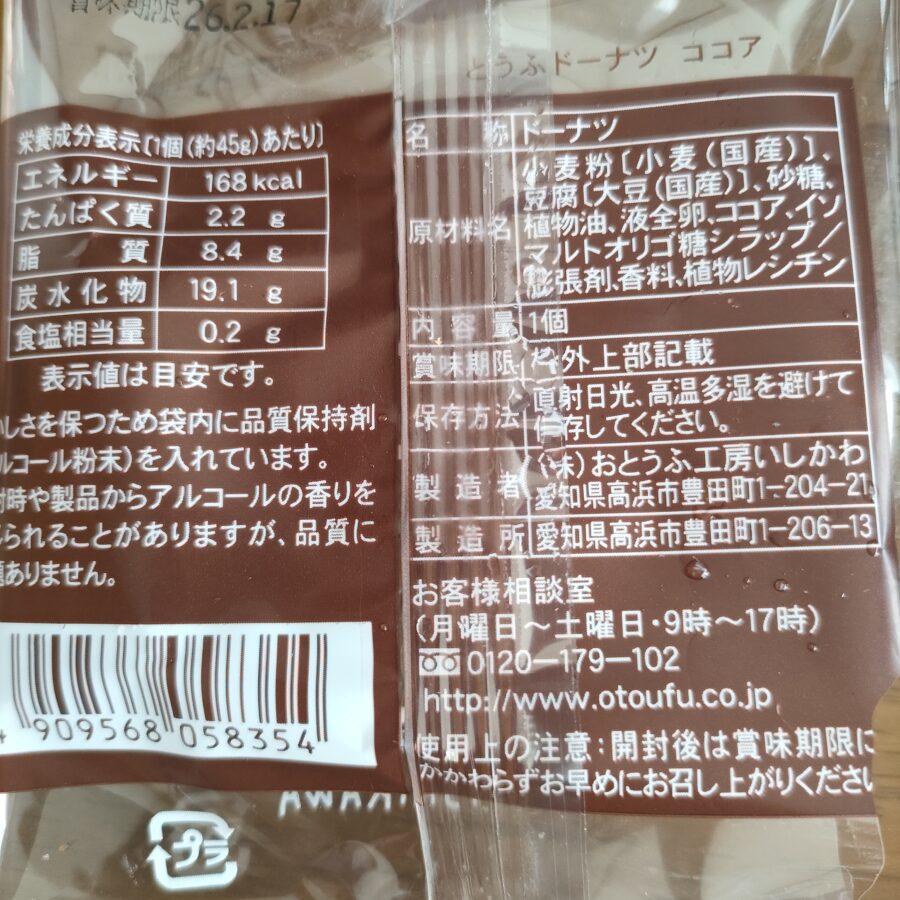 賞味期限 26.2.17
とうふドーナツ ココア
栄養成分表示[1個(約45g)あたり]
エネルギー 168kcal
たんぱく質 2.2 g
脂質 8.4 g
炭水化物 19.1 g
食塩相当量 0.2 g
表示値は目安です。
いしさを保つため袋内に品質保持剤
ルコール粉末)を入れています。
封時や製品からアルコールの香りを
られることがありますが、品質に
題ありません。
4 909568 058354
プラ
名称 ドーナツ
原材料名 小麦粉[小麦(国産)]、
豆腐[大豆(国産)]、砂糖、
植物油、液全卵、ココア、イソ
マルトオリゴ糖シラップ/
膨張剤、香料、植物レシチン
内容量 1個
賞味期限 枠外上部記載
保存方法 直射日光、高温多湿を避けて
保存してください。
製造者 (株)おとうふ工房いしかわ
愛知県高浜市豊田町1-204-21
製造所 愛知県高浜市豊田町1-206-13
お客様相談室
(月曜日～土曜日・9時～17時)
0120-179-102
http://www.otoufu.co.jp
使用上の注意:開封後は賞味期限に
かかわらずお早めにお召し上がりください